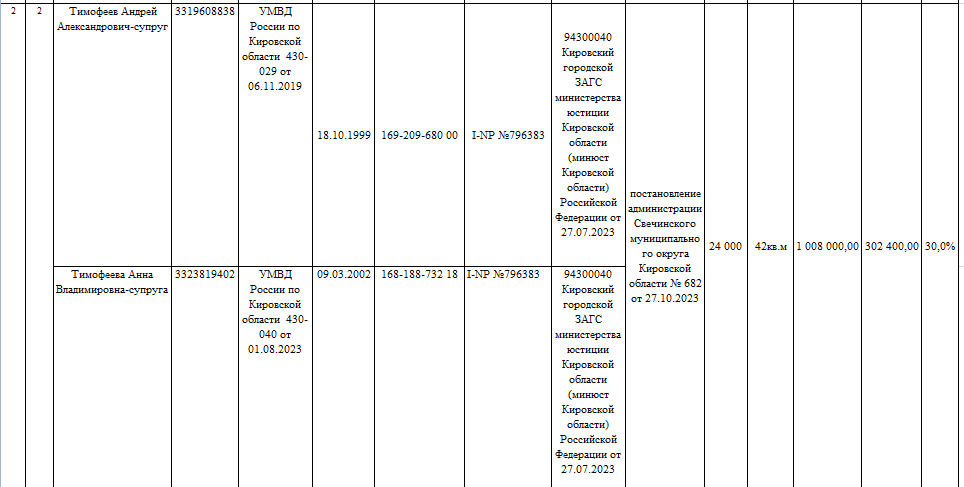 2
2
Тимофеев Андрей
Александрович-супруг
3319608838
УМВД
России по
Кировской
области 430-
029 от
06.11.2019
18.10.1999
169-209-680 00
I-NP №796383
94300040
Кировский
городской
ЗАГС
министерства
юстиции
Кировской
области
(минюст
Кировской
области)
Российской
Федерации от
27.07.2023
постановление
администрации
Свечинского
муниципально
го округа
Кировской
области № 682
от 27.10.2023
24 000
42кв.м
1 008 000,00
302 400,00
30,0%
Тимофеева Анна
Владимировна-супруга
3323819402
УМВД
России по
Кировской
области 430-
040 от
01.08.2023
09.03.2002
168-188-732 18
I-NP №796383
94300040
Кировский
городской
ЗАГС
министерства
юстиции
Кировской
области
(минюст
Кировской
области)
Российской
Федерации от
27.07.2023